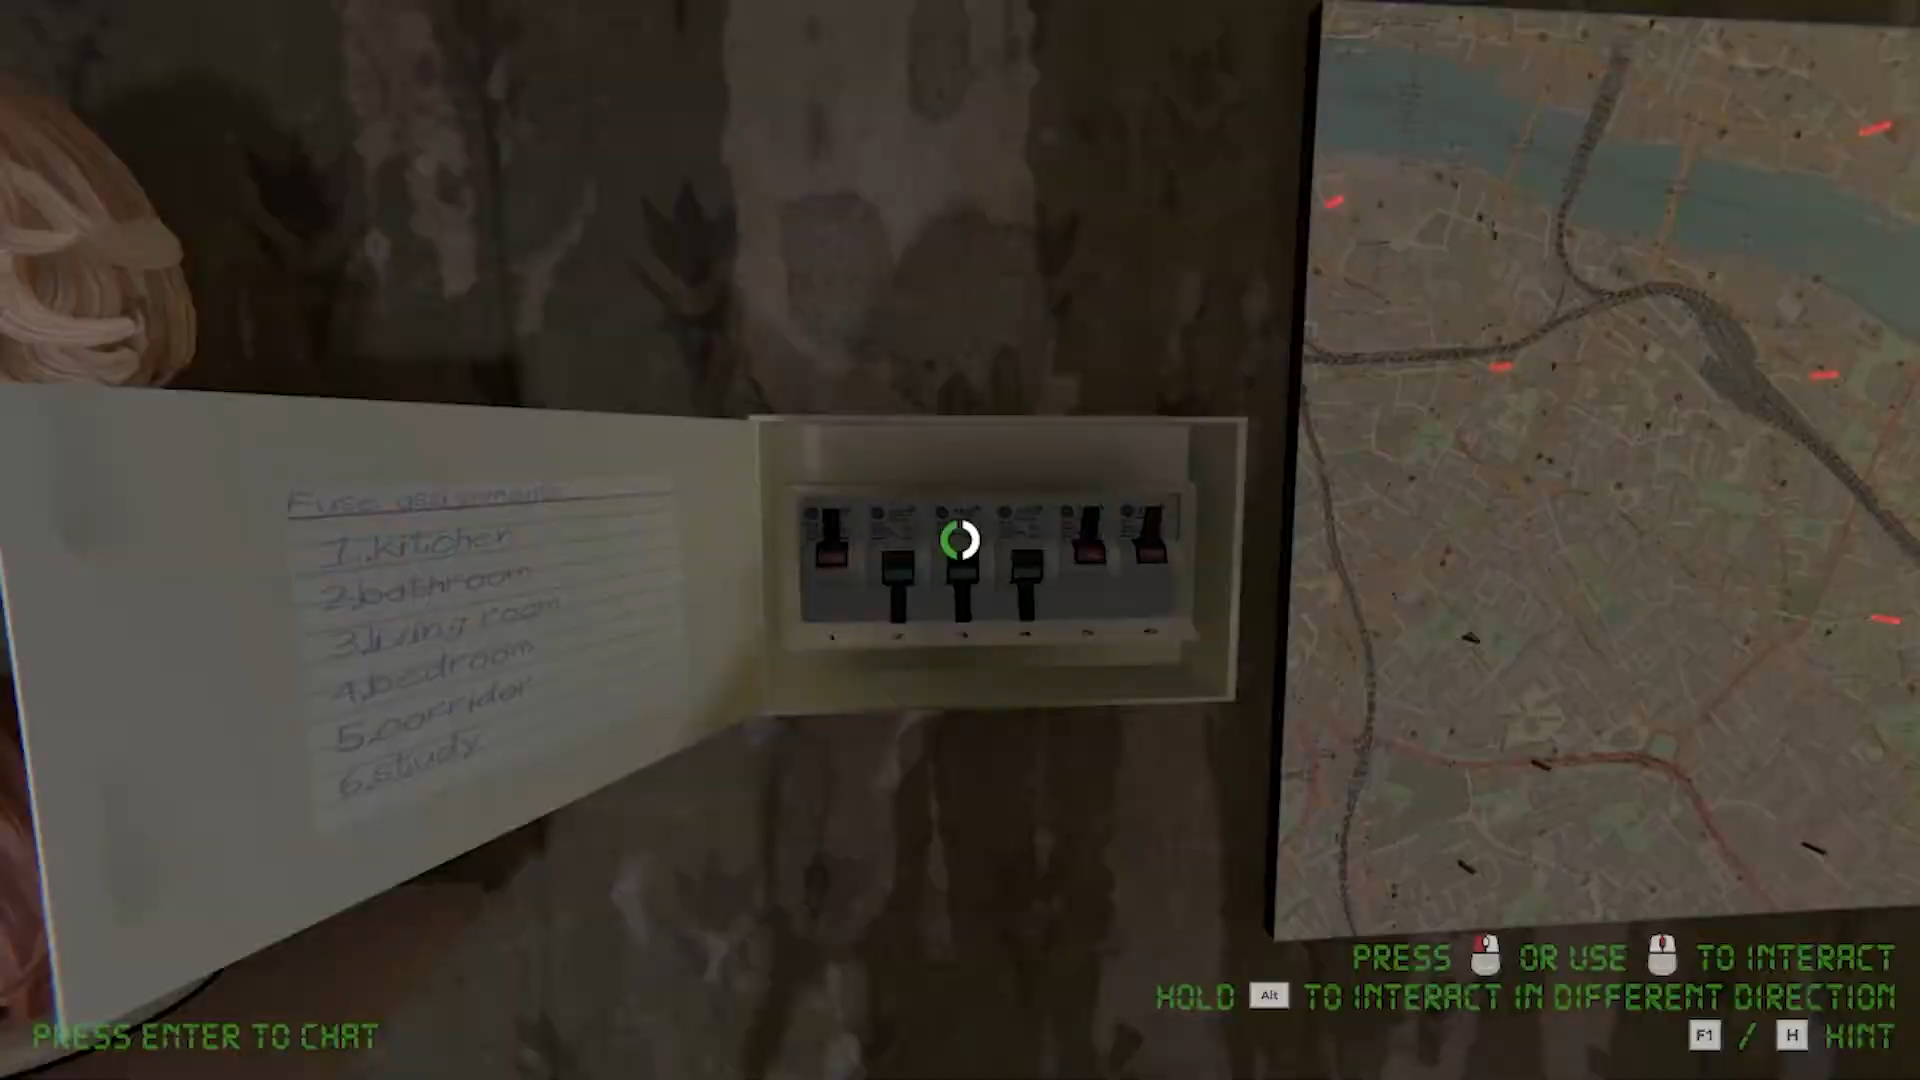 Fuse assignments
1. kitchen
2. bathroom
3. living room
4. bedroom
5. corridor
6. study
PRESS OR USE TO INTERACT
HOLD Alt TO INTERACT IN DIFFERENT DIRECTION
F1 / H HINT
PRESS ENTER TO CHAT